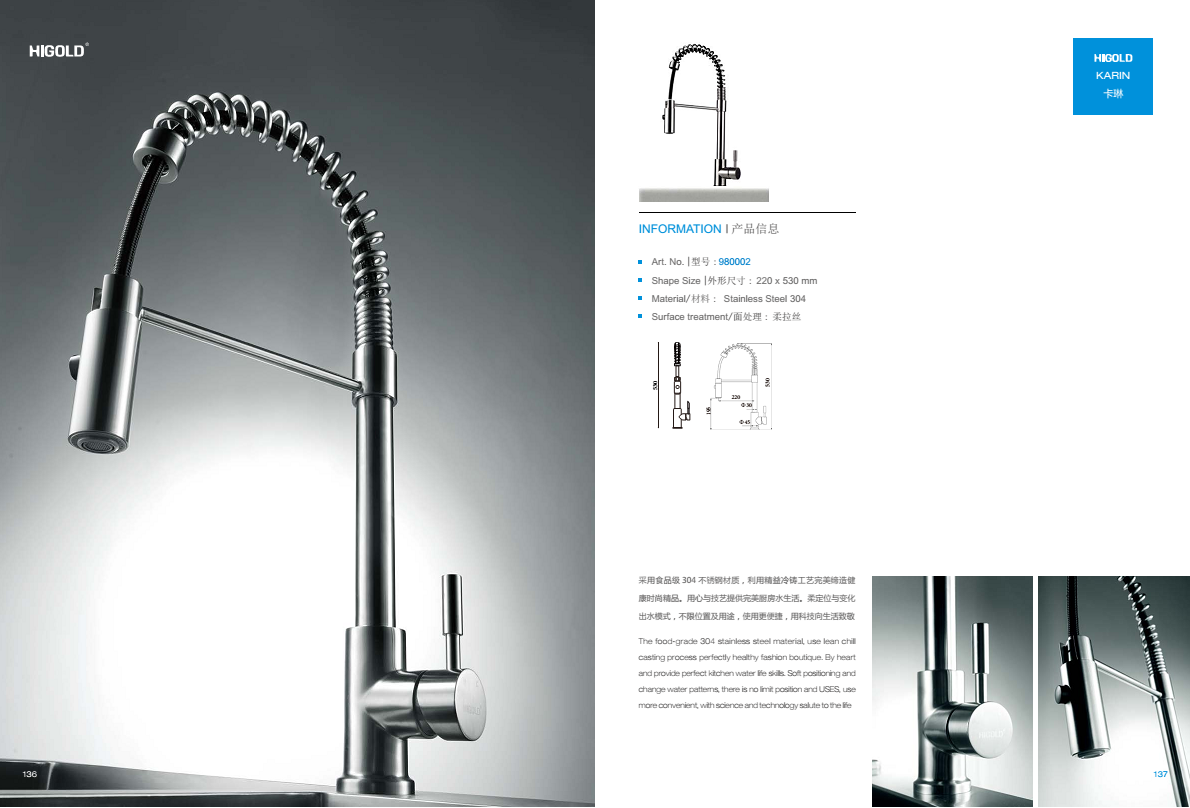 HIGOLD®
136
HIGOLD
KARIN
卡琳
INFORMATION | 产品信息
Art. No. |型号 : 980002
Shape Size |外形尺寸 : 220 x 530 mm
Material/材料 : Stainless Steel 304
Surface treatment/面处理 : 柔拉丝
530
530
220
195
Φ30
Φ45
采用食品级 304 不锈钢材质，利用精益冷铸工艺完美缔造健
康时尚精品。用心与技艺提供完美厨房水生活。柔定位与变化
出水模式，不限位置及用途，使用更便捷，用科技向生活致敬
The food-grade 304 stainless steel material, use lean chill
casting process perfectly healthy fashion boutique. By heart
and provide perfect kitchen water life skills. Soft positioning and
change water patterns, there is no limit position and USES, use
more convenient, with science and technology salute to the life
HIGOLD
HIGOLD
137